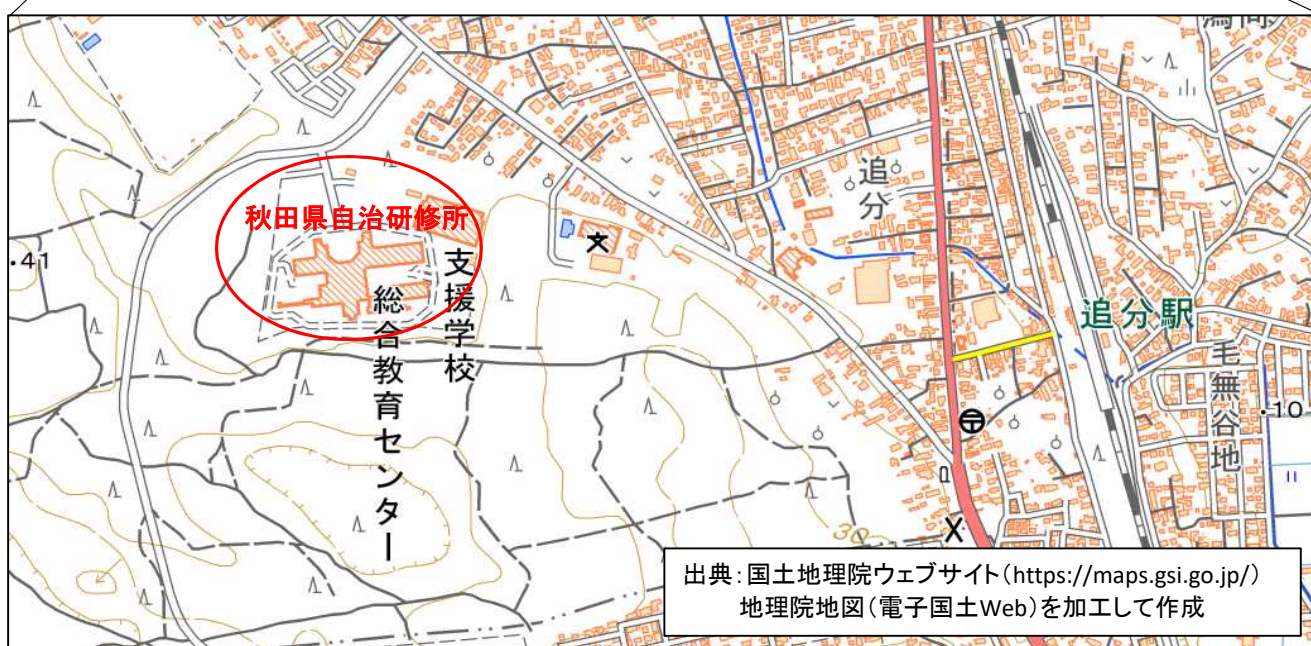 秋田県自治研修所
支援学校
総合教育センター
追分
追分駅
毛無谷地
・41
・10
30
出典：国土地理院ウェブサイト（https://maps.gsi.go.jp/）
地理院地図（電子国土Web）を加工して作成